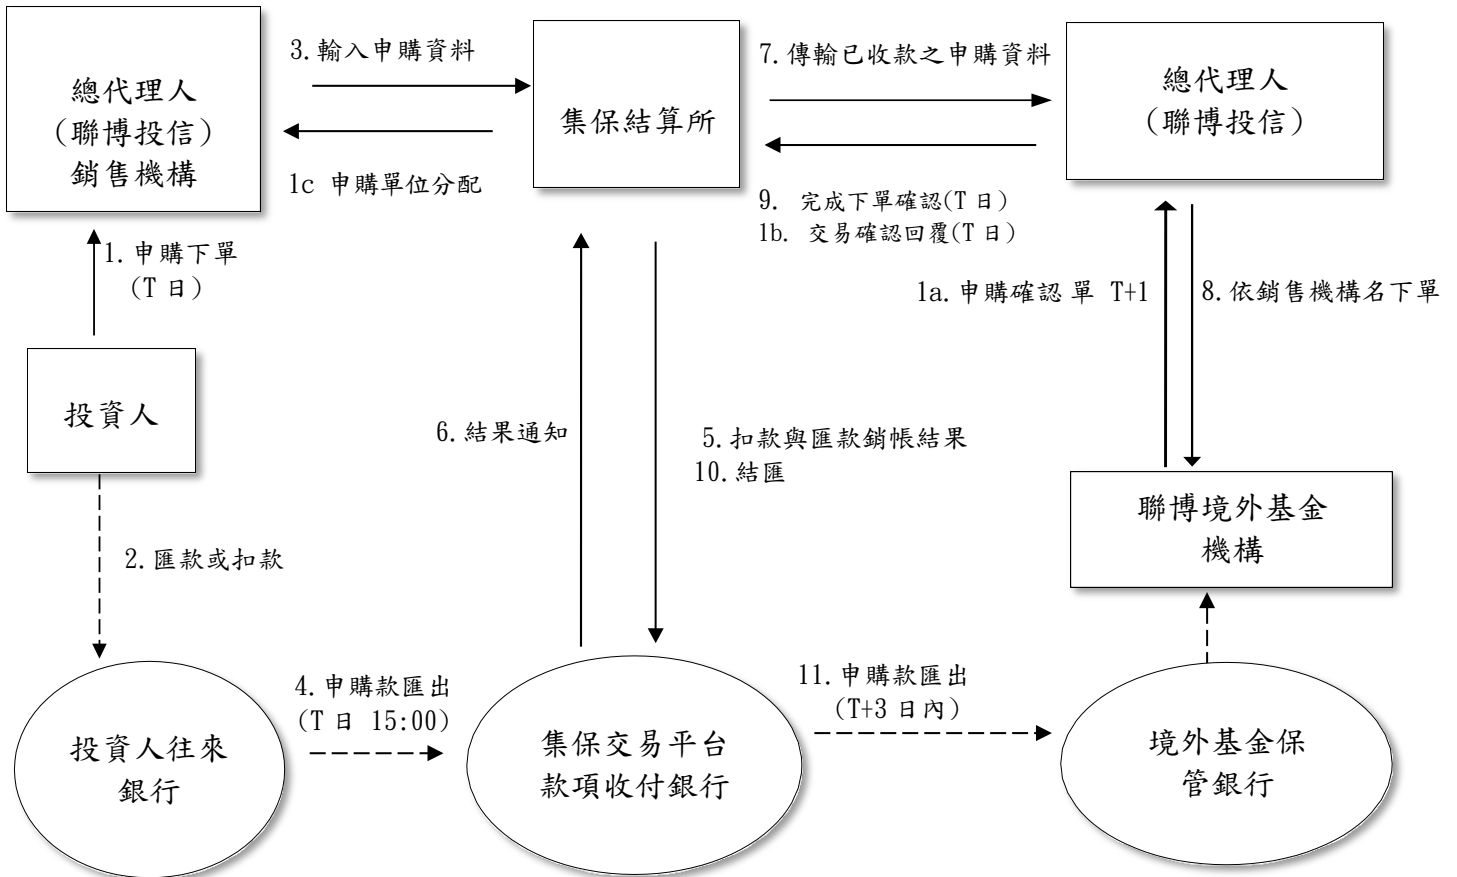 總代理人
(聯博投信)
銷售機構
3.輸入申購資料
1c 申購單位分配
集保結算所
7.傳輸已收款之申購資料
9. 完成下單確認(T日)
1b. 交易確認回覆(T日)
總代理人
(聯博投信)
1.申購下單
(T日)
1a.申購確認單 T+1
8.依銷售機構名下單
投資人
6.結果通知
5.扣款與匯款銷帳結果
10.結匯
2.匯款或扣款
聯博境外基金
機構
4.申購款匯出
(T日 15:00)
11.申購款匯出
(T+3日內)
投資人往來
銀行
集保交易平台
款項收付銀行
境外基金保
管銀行